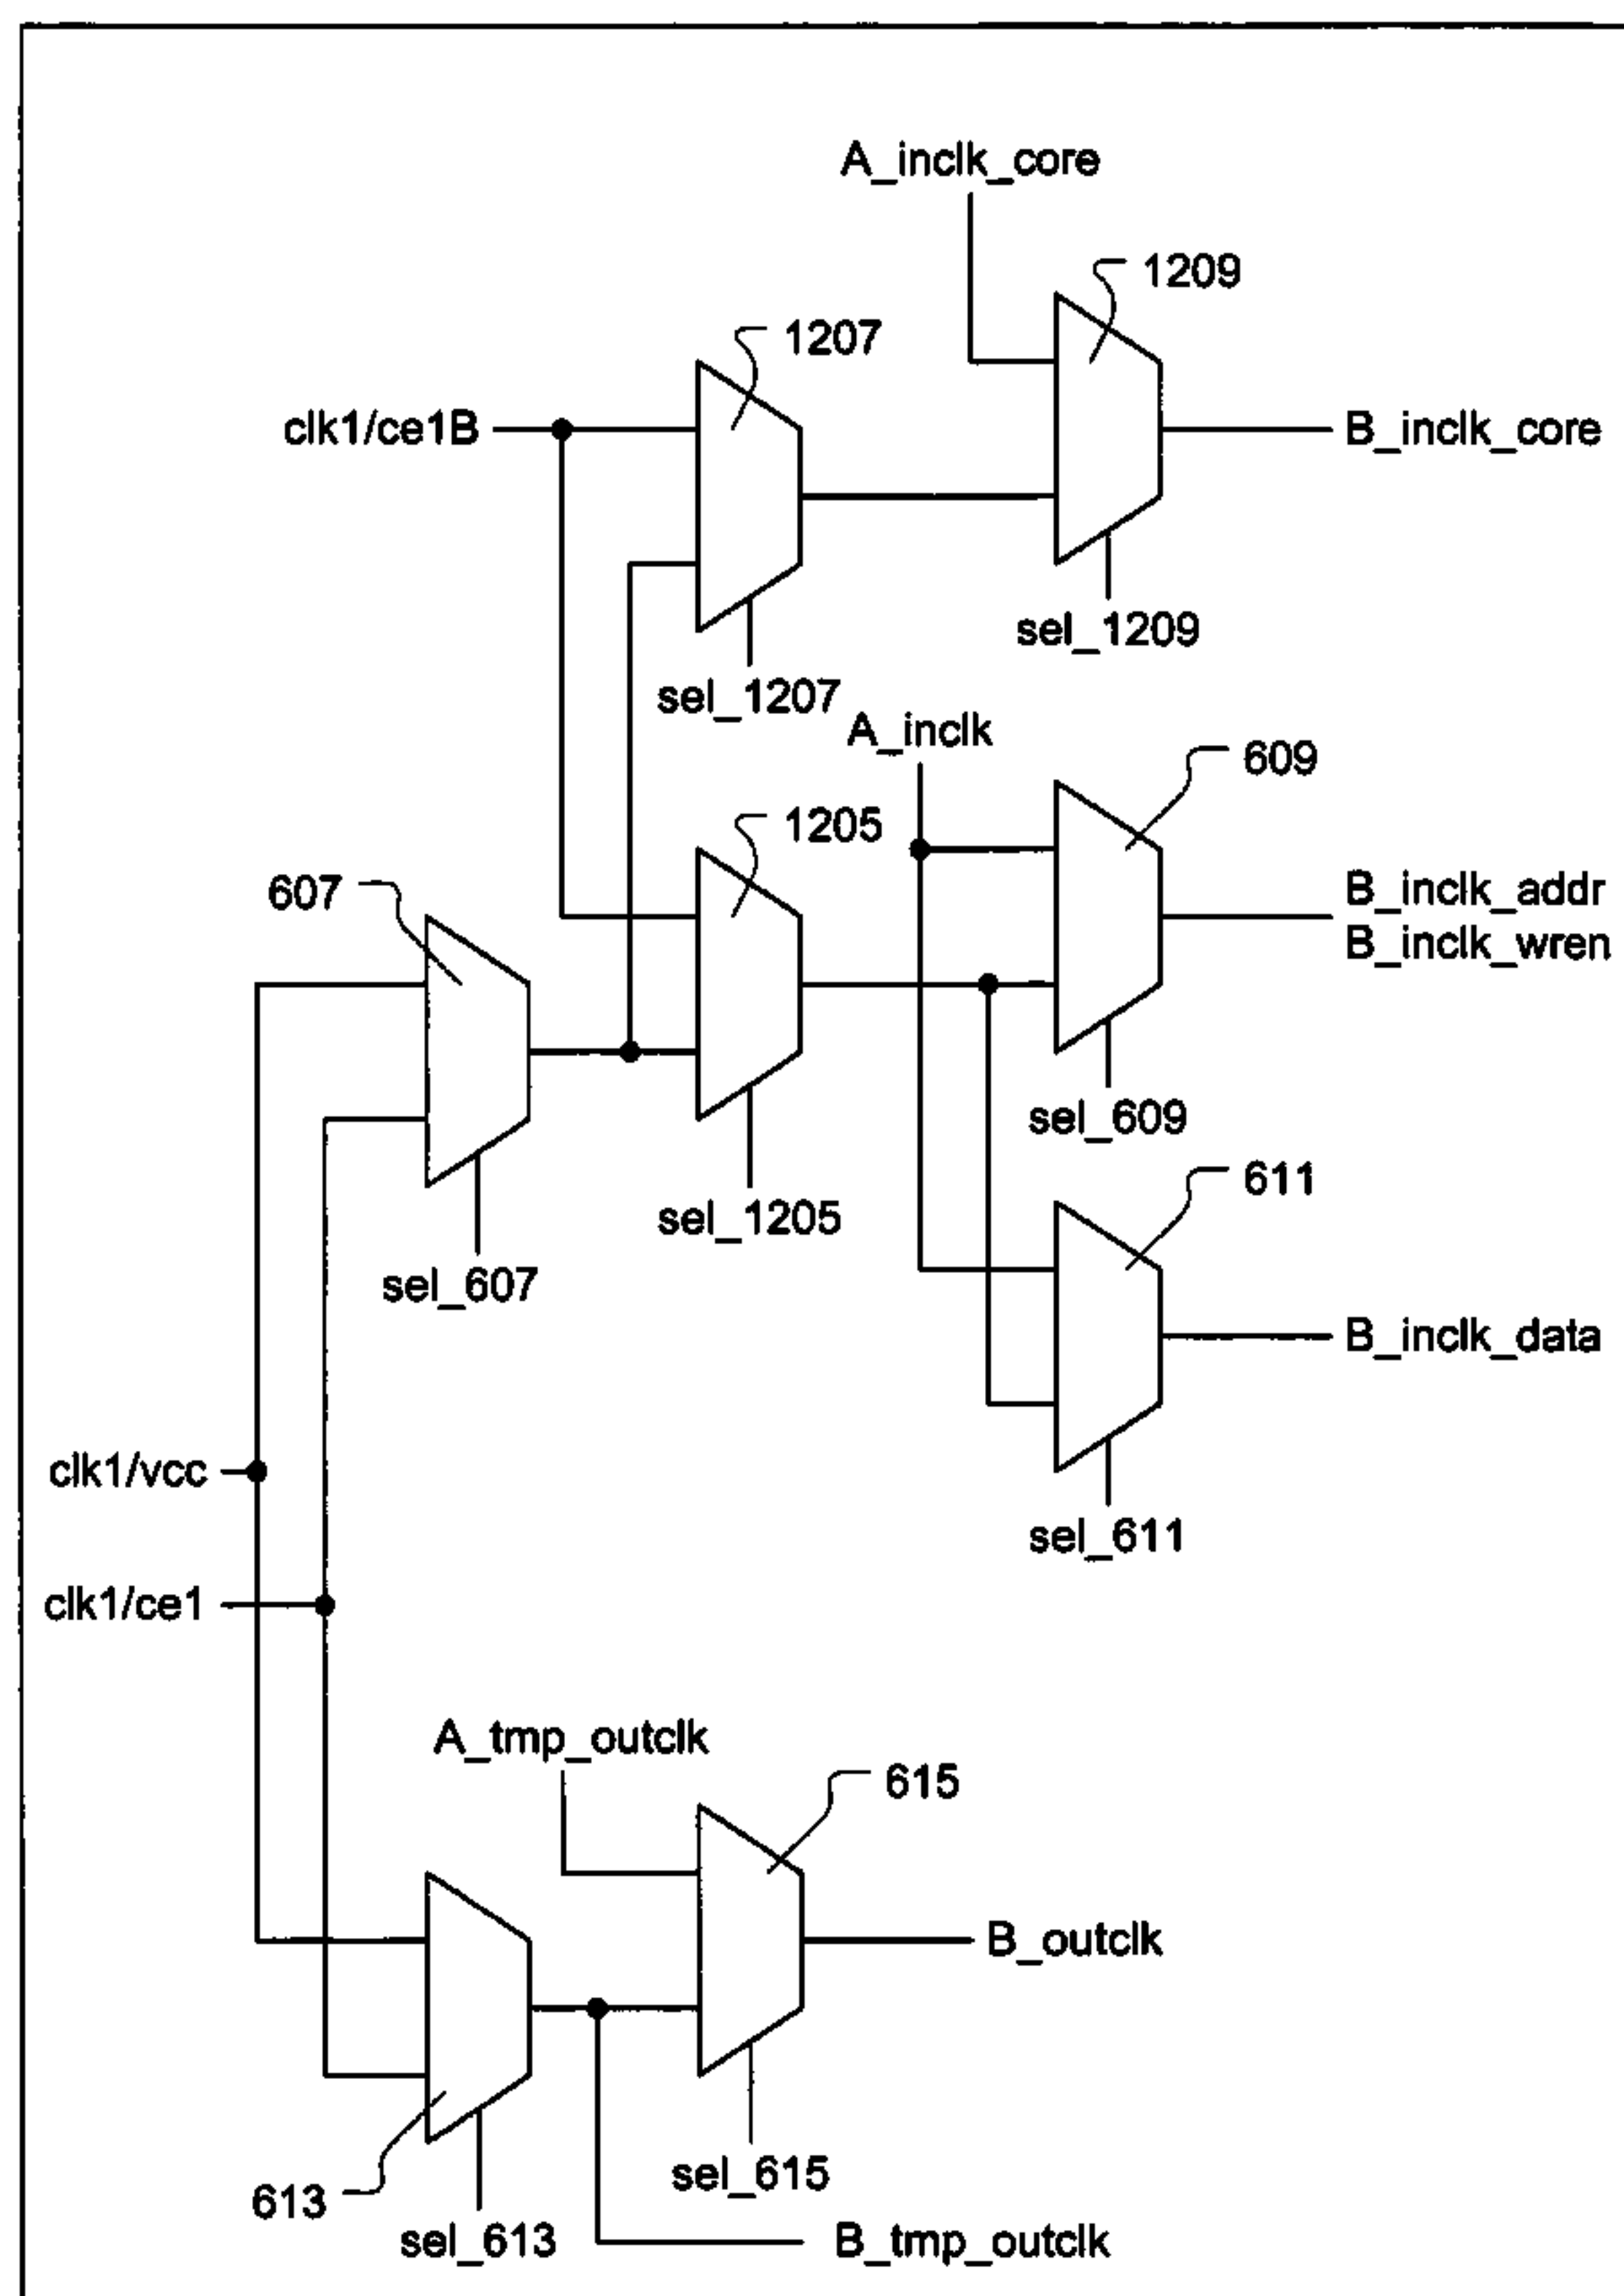 A_inclk_core
1209
1207
clk1/ce1B
B_inclk_core
sel_1209
sel_1207
A_inclk
609
1205
607
B_inclk_addr
B_inclk_wren
sel_609
611
sel_1205
sel_607
B_inclk_data
clk1/vcc
sel_611
clk1/ce1
A_tmp_outclk
615
B_outclk
sel_615
613
sel_613
B_tmp_outclk